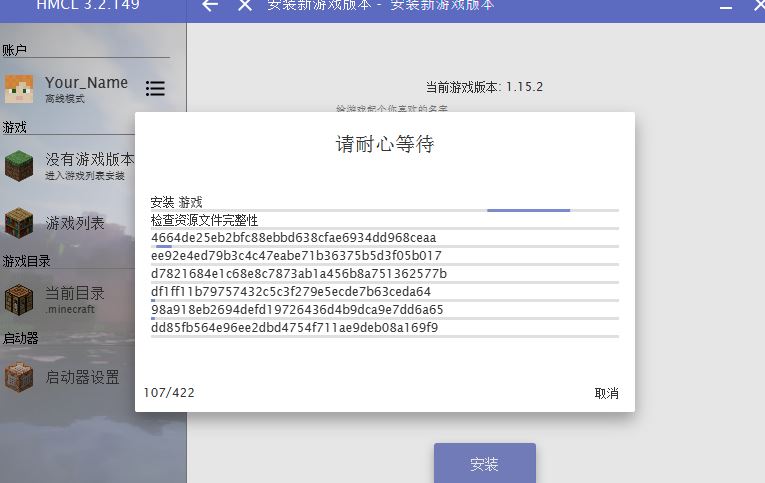 HMCL 3.2.149
安装新游戏版本 - 安装新游戏版本
账户
Your_Name
离线模式
游戏
没有游戏版本
进入游戏列表安装
游戏列表
游戏目录
当前目录
.minecraft
启动器
启动器设置
当前游戏版本: 1.15.2
给游戏起个你喜欢的名字
请耐心等待
安装 游戏
检查资源文件完整性
4664de25eb2bfc88ebbd638cfae6934dd968ceaa
ee92e4ed79b3c4c47eabe71b36375b5d3f05b017
d7821684e1c68e8c7873ab1a456b8a751362577b
df1ff11b79757432c5c3f279e5ecde7b63ceda64
98a918eb2694defd19726436d4b9dca9e7dd6a65
dd85fb564e96ee2dbd4754f711ae9deb08a169f9
107/422
取消
安装